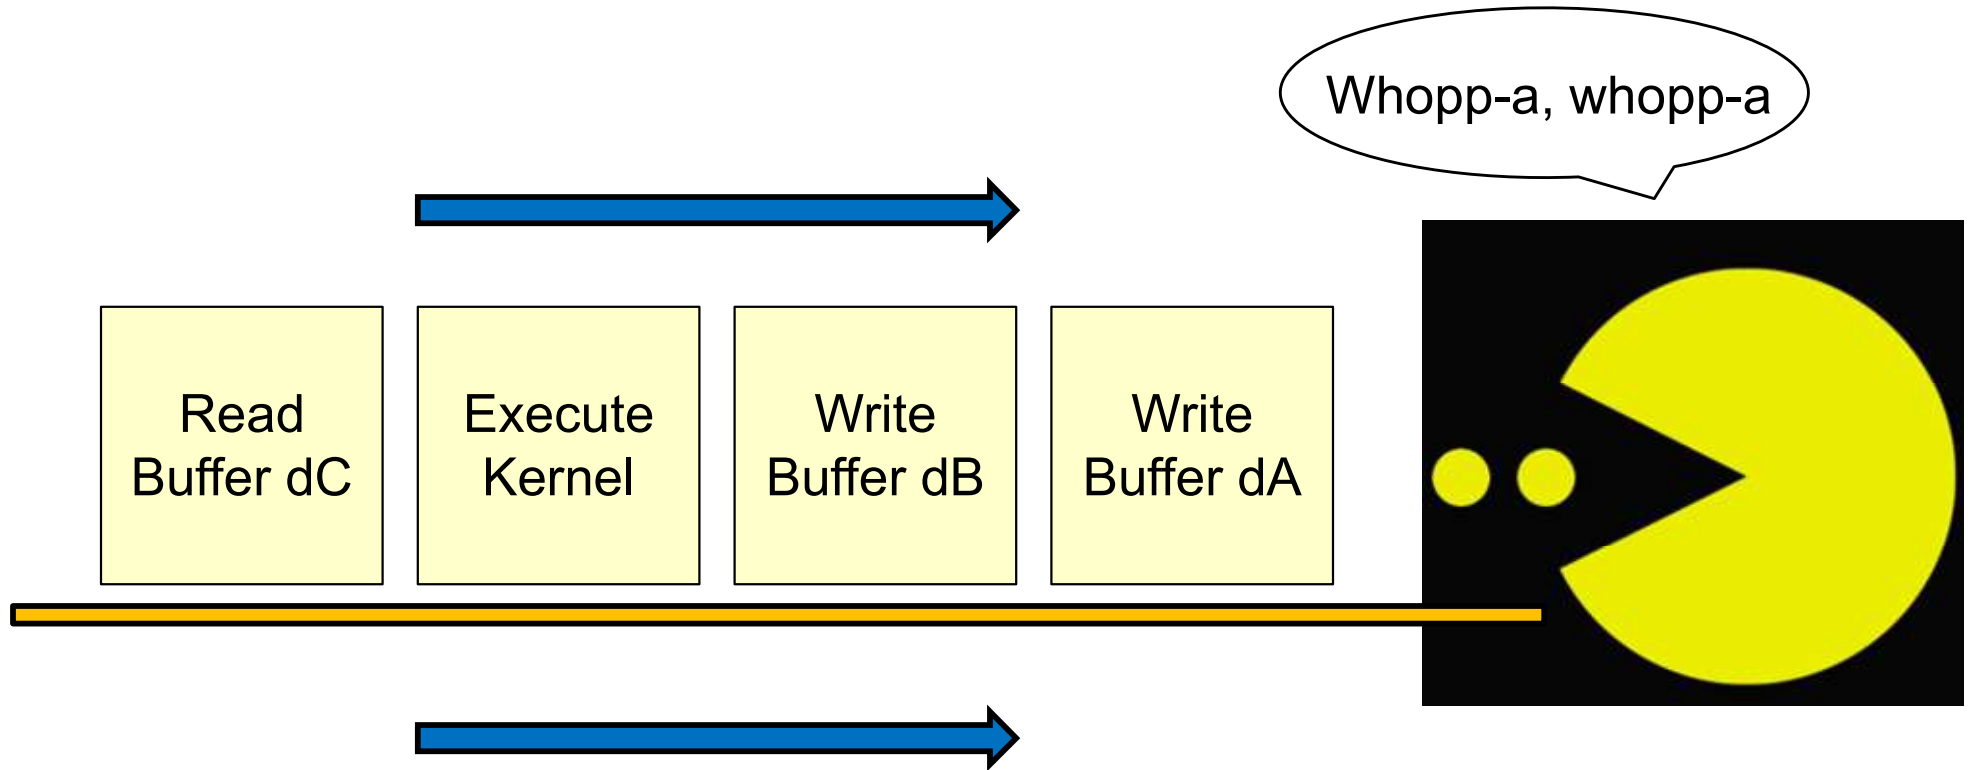 Whopp-a, whopp-a
Read
Buffer dC
Execute
Kernel
Write
Buffer dB
Write
Buffer dA